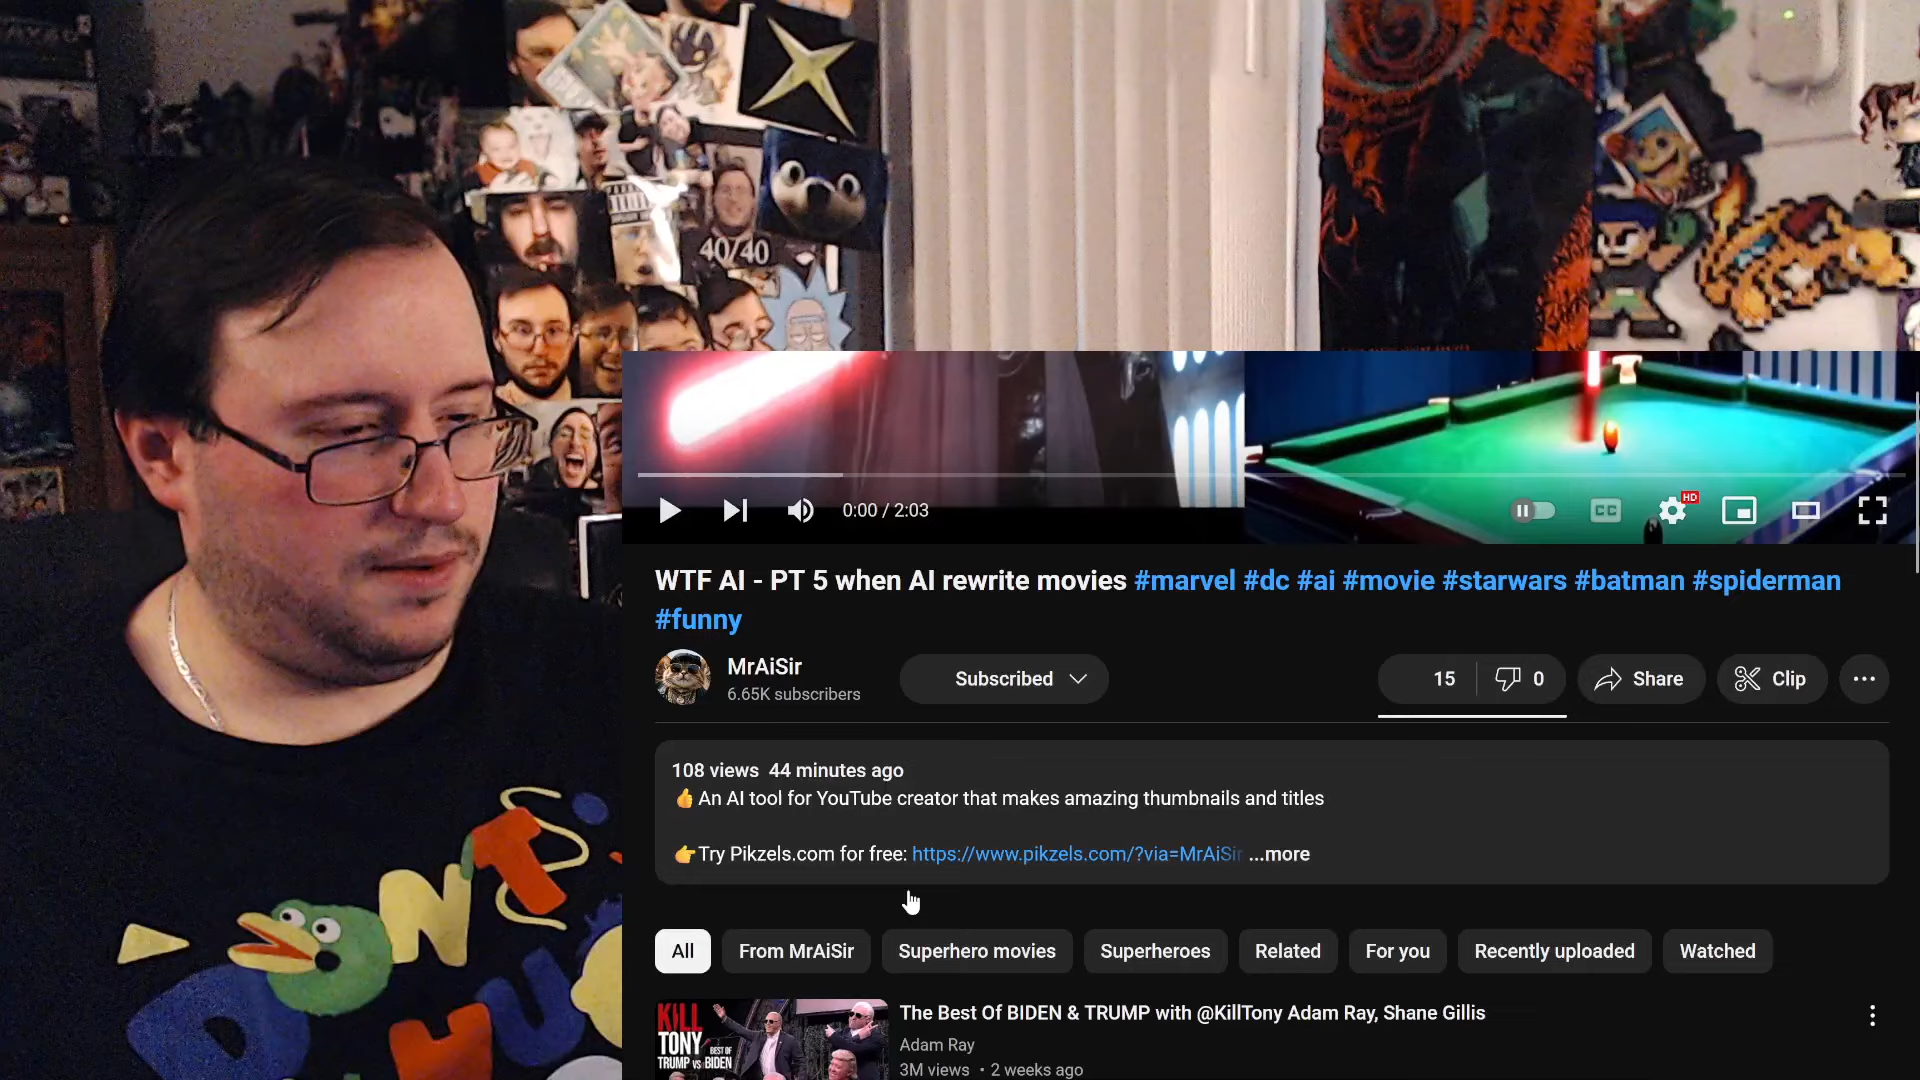 40/40
0:00 / 2:03
CC
HD
WTF AI - PT 5 when AI rewrite movies #marvel #dc #ai #movie #starwars #batman #spiderman
#funny
MrAiSir
6.65K subscribers
Subscribed
15
0
Share
Clip
108 views 44 minutes ago
👍An AI tool for YouTube creator that makes amazing thumbnails and titles
👉Try Pikzels.com for free: https://www.pikzels.com/?via=MrAiSir ...more
All
From MrAiSir
Superhero movies
Superheroes
Related
For you
Recently uploaded
Watched
KILL
TONY
BEST OF
TRUMP vs BIDEN
The Best Of BIDEN & TRUMP with @KillTony Adam Ray, Shane Gillis
Adam Ray
3M views • 2 weeks ago